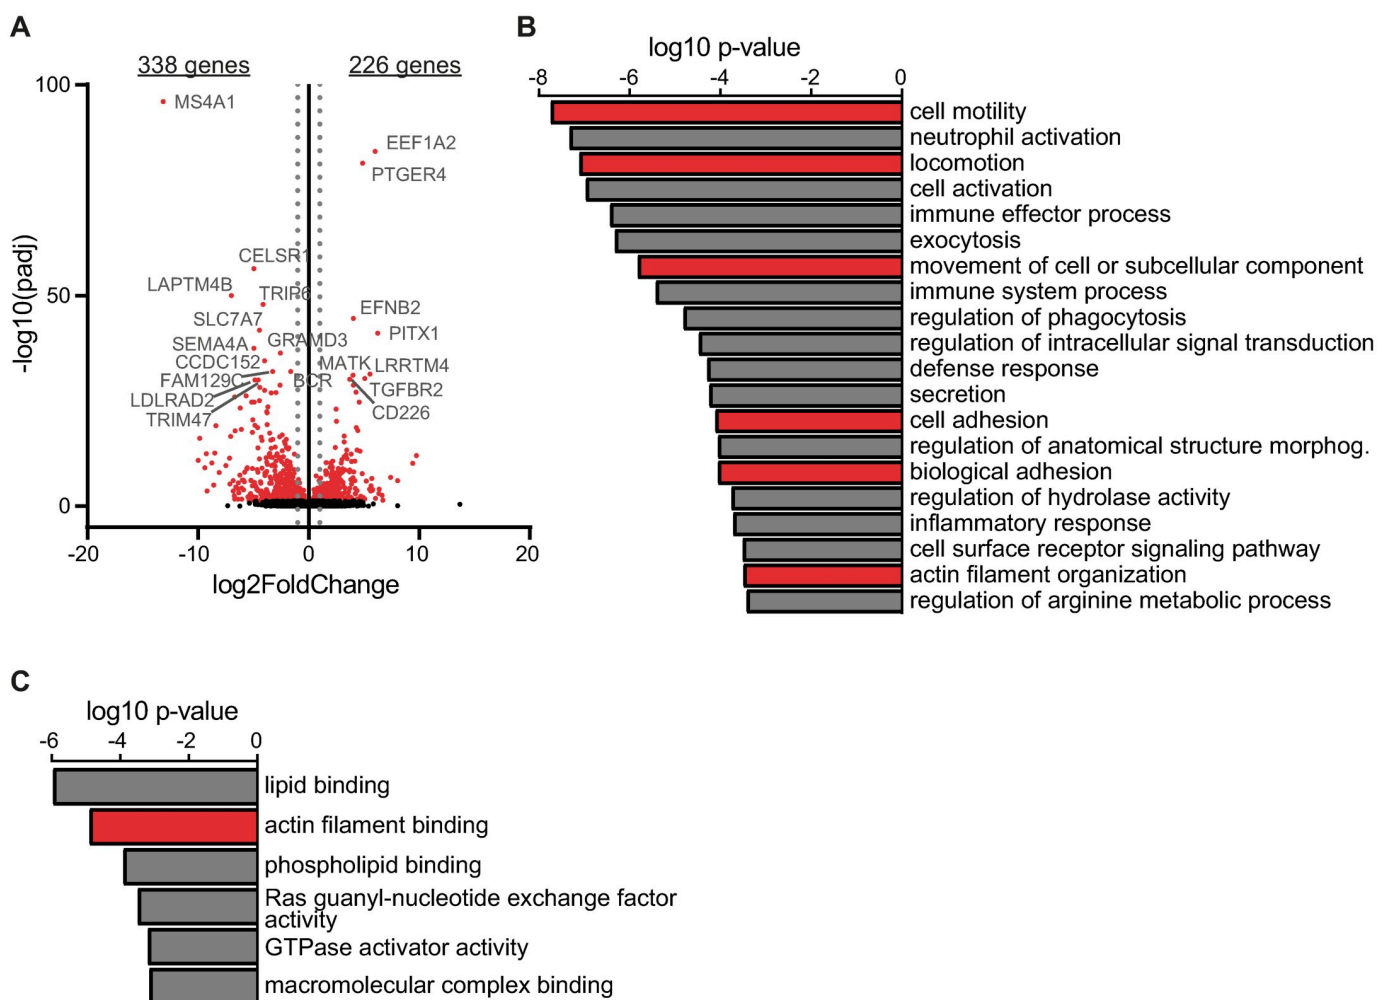 A
338 genes
226 genes
-log10(padj)
100
50
0
MS4A1
EEF1A2
PTGER4
CELSR1
LAPTM4B
TRIP6
SLC7A7
EFNB2
PITX1
SEMA4A
GRAMD3
CCDC152
MATK
LRRTM4
FAM129C
BCR
TGFBR2
LDLRAD2
CD226
TRIM47
-20
-10
0
10
20
log2FoldChange
B
log10 p-value
-8
-6
-4
-2
0
cell motility
neutrophil activation
locomotion
cell activation
immune effector process
exocytosis
movement of cell or subcellular component
immune system process
regulation of phagocytosis
regulation of intracellular signal transduction
defense response
secretion
cell adhesion
regulation of anatomical structure morphog.
biological adhesion
regulation of hydrolase activity
inflammatory response
cell surface receptor signaling pathway
actin filament organization
regulation of arginine metabolic process
C
log10 p-value
-6
-4
-2
0
lipid binding
actin filament binding
phospholipid binding
Ras guanyl-nucleotide exchange factor
activity
GTPase activator activity
macromolecular complex binding